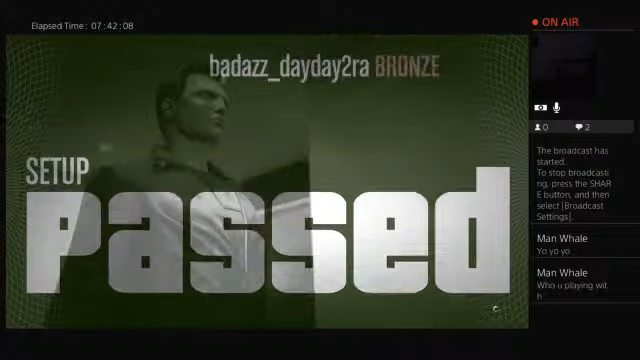 Elapsed Time: 07:42:08
ON AIR
badazz_dayday2ra BRONZE
SETUP
passed
0
2
The broadcast has
started.
To stop broadcasti
ng, press the SHAR
E button, and then
select [Broadcast
Settings].
Man Whale
Yo yo yo
Man Whale
Who u playing wit
h